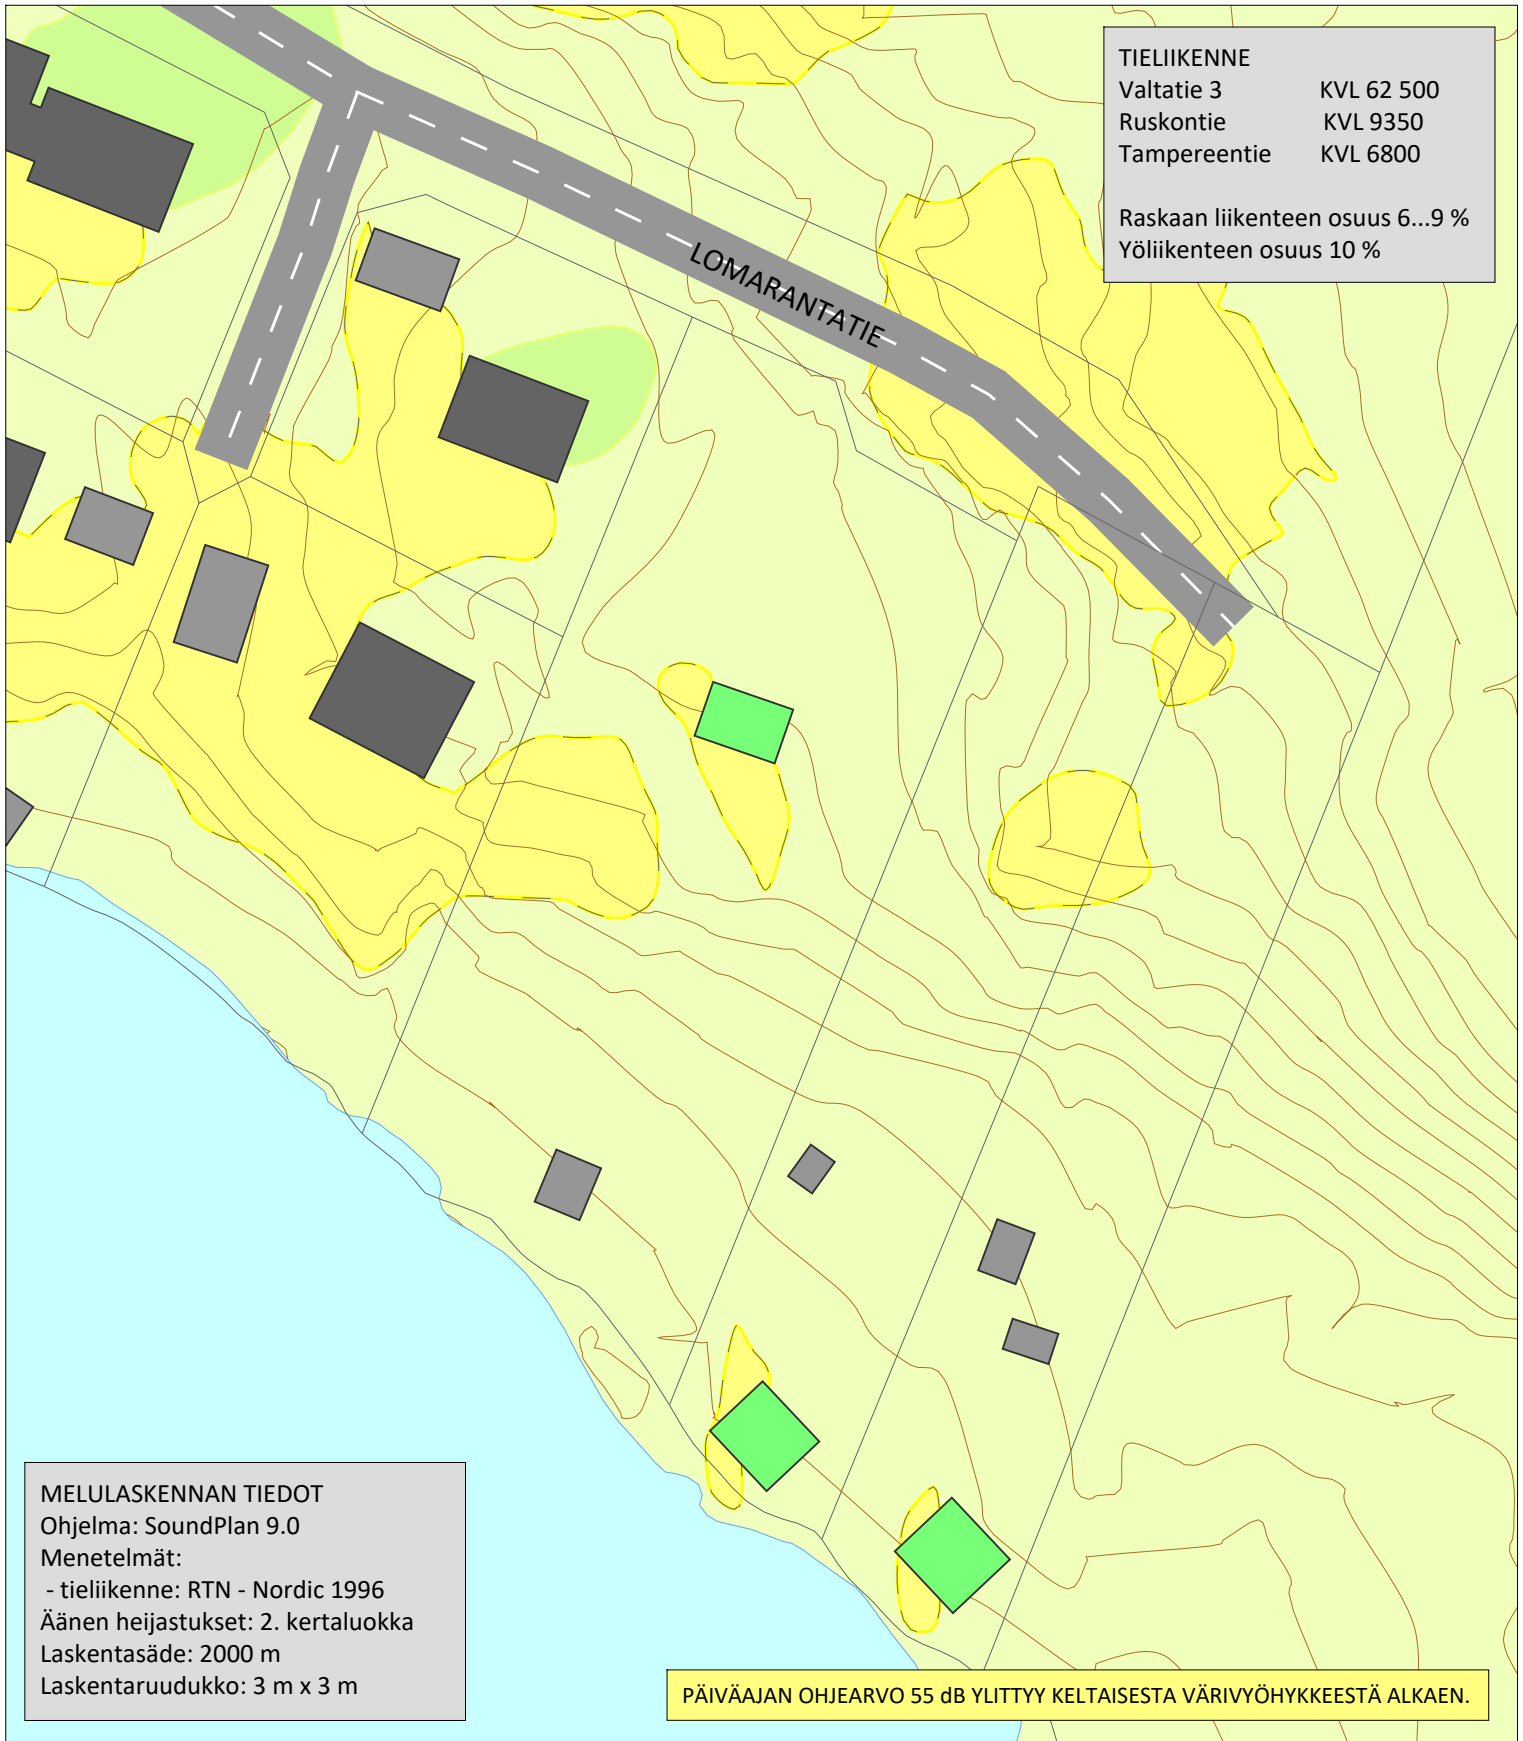 TIELIIKENNE
Valtatie 3 KVL 62 500
Ruskontie KVL 9350
Tampereentie KVL 6800
Raskaan liikenteen osuus 6...9 %
Yöliikenteen osuus 10 %
LOMARANTATIE
MELULASKENNAN TIEDOT
Ohjelma: SoundPlan 9.0
Menetelmät:
- tieliikenne: RTN - Nordic 1996
Äänen heijastukset: 2. kertaluokka
Laskentasäde: 2000 m
Laskentaruudukko: 3 m x 3 m
PÄIVÄAJAN OHJEARVO 55 dB YLITTYY KELTAISESTA VÄRIVYÖHYKKEESTÄ ALKAEN.